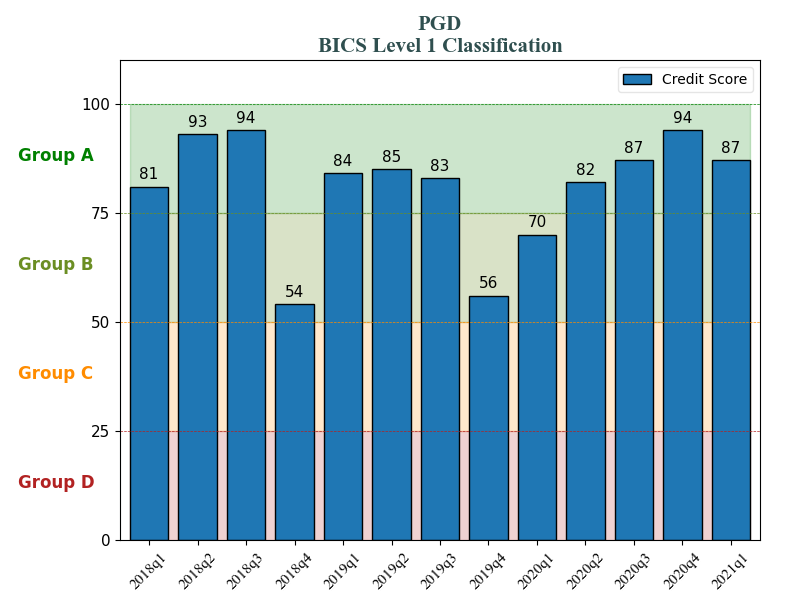 PGD
BICS Level 1 Classification
Credit Score
100
75
50
25
0
Group A
Group B
Group C
Group D
81
93
94
54
84
85
83
56
70
82
87
94
87
2018q1
2018q2
2018q3
2018q4
2019q1
2019q2
2019q3
2019q4
2020q1
2020q2
2020q3
2020q4
2021q1